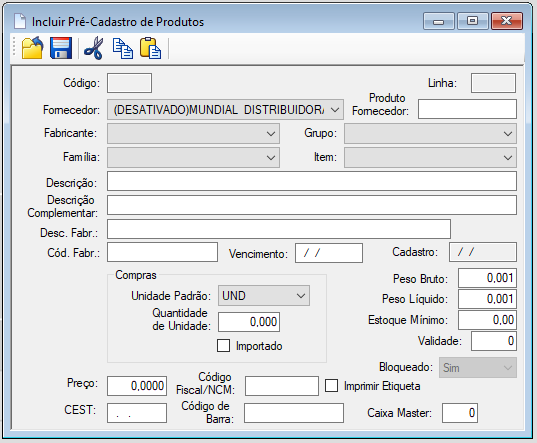 Incluir Pré-Cadastro de Produtos
Código:
Linha:
Fornecedor: (DESATIVADO)MUNDIAL DISTRIBUIDORA
Produto
Fornecedor:
Fabricante:
Grupo:
Família:
Item:
Descrição:
Descrição
Complementar:
Desc. Fabr.:
Cód. Fabr.:
Vencimento: / /
Cadastro: / /
Compras
Unidade Padrão: UND
Quantidade
de Unidade: 0,000
Importado
Peso Bruto: 0,001
Peso Líquido: 0,001
Estoque Mínimo: 0,00
Validade: 0
Bloqueado: Sim
Preço: 0,0000
Código
Fiscal/NCM:
Imprimir Etiqueta
CEST: . .
Código de
Barra:
Caixa Master: 0